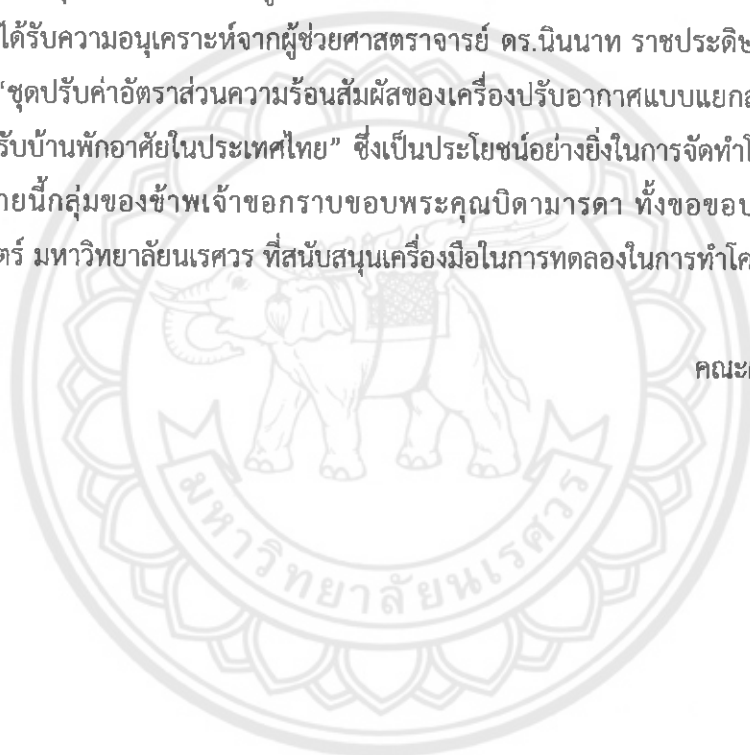 ได้รับความอนุเคราะห์จากผู้ช่วยศาสตราจารย์ ดร.นินนาท ราชประดิษ
“ชุดปรับค่าอัตราส่วนความร้อนสัมผัสของเครื่องปรับอากาศแบบแยกส
รับบ้านพักอาศัยในประเทศไทย” ซึ่งเป็นประโยชน์อย่างยิ่งในการจัดทำโ
ายนี้กลุ่มของข้าพเจ้าขอกราบขอบพระคุณบิดามารดา ทั้งขอขอบ
ตร์ มหาวิทยาลัยนเรศวร ที่สนับสนุนเครื่องมือในการทดลองในการทำโค
คณะผ
มหาวิทยาลัยนเรศวร